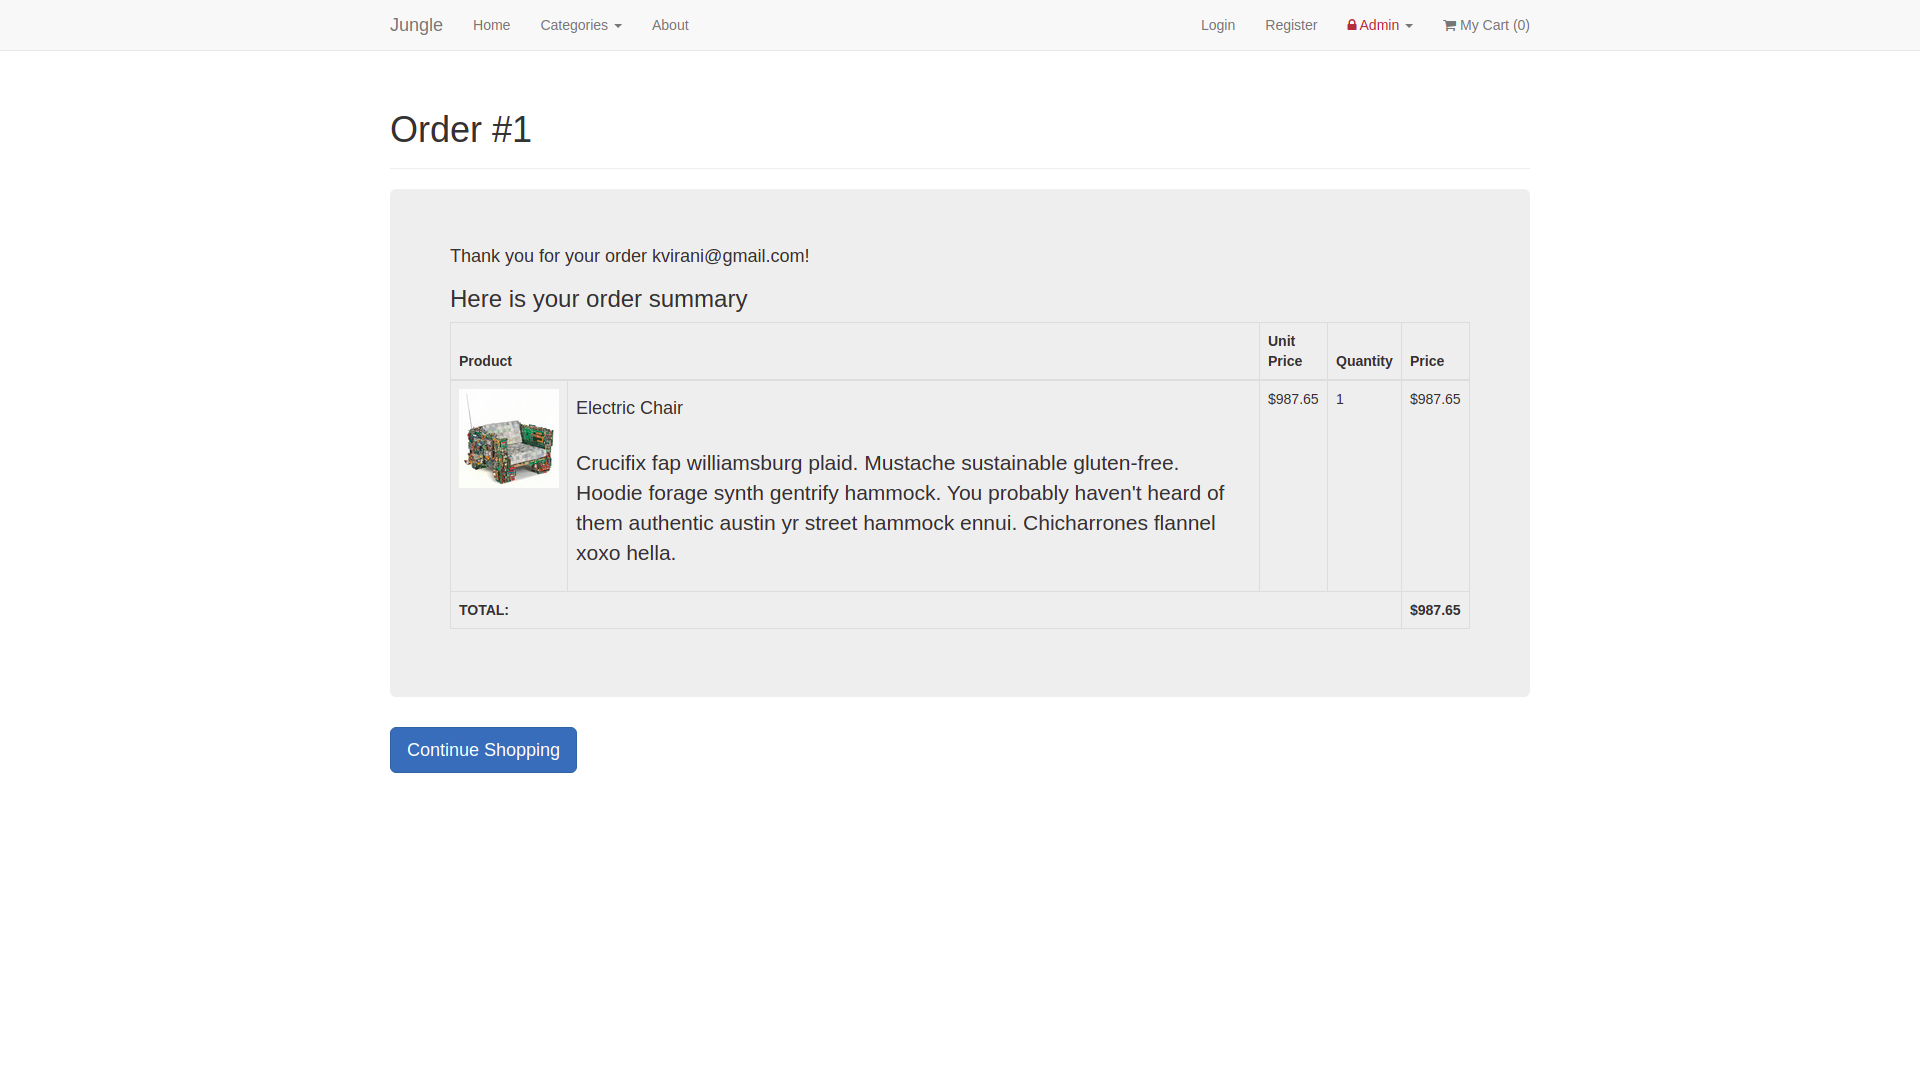 Jungle Home Categories About Login Register Admin My Cart (0)
Order #1
Thank you for your order kvirani@gmail.com!
Here is your order summary
Product Unit Price Quantity Price
Electric Chair $987.65 1 $987.65
Crucifix fap williamsburg plaid. Mustache sustainable gluten-free.
Hoodie forage synth gentrify hammock. You probably haven't heard of
them authentic austin yr street hammock ennui. Chicharrones flannel
xoxo hella.
TOTAL: $987.65
Continue Shopping